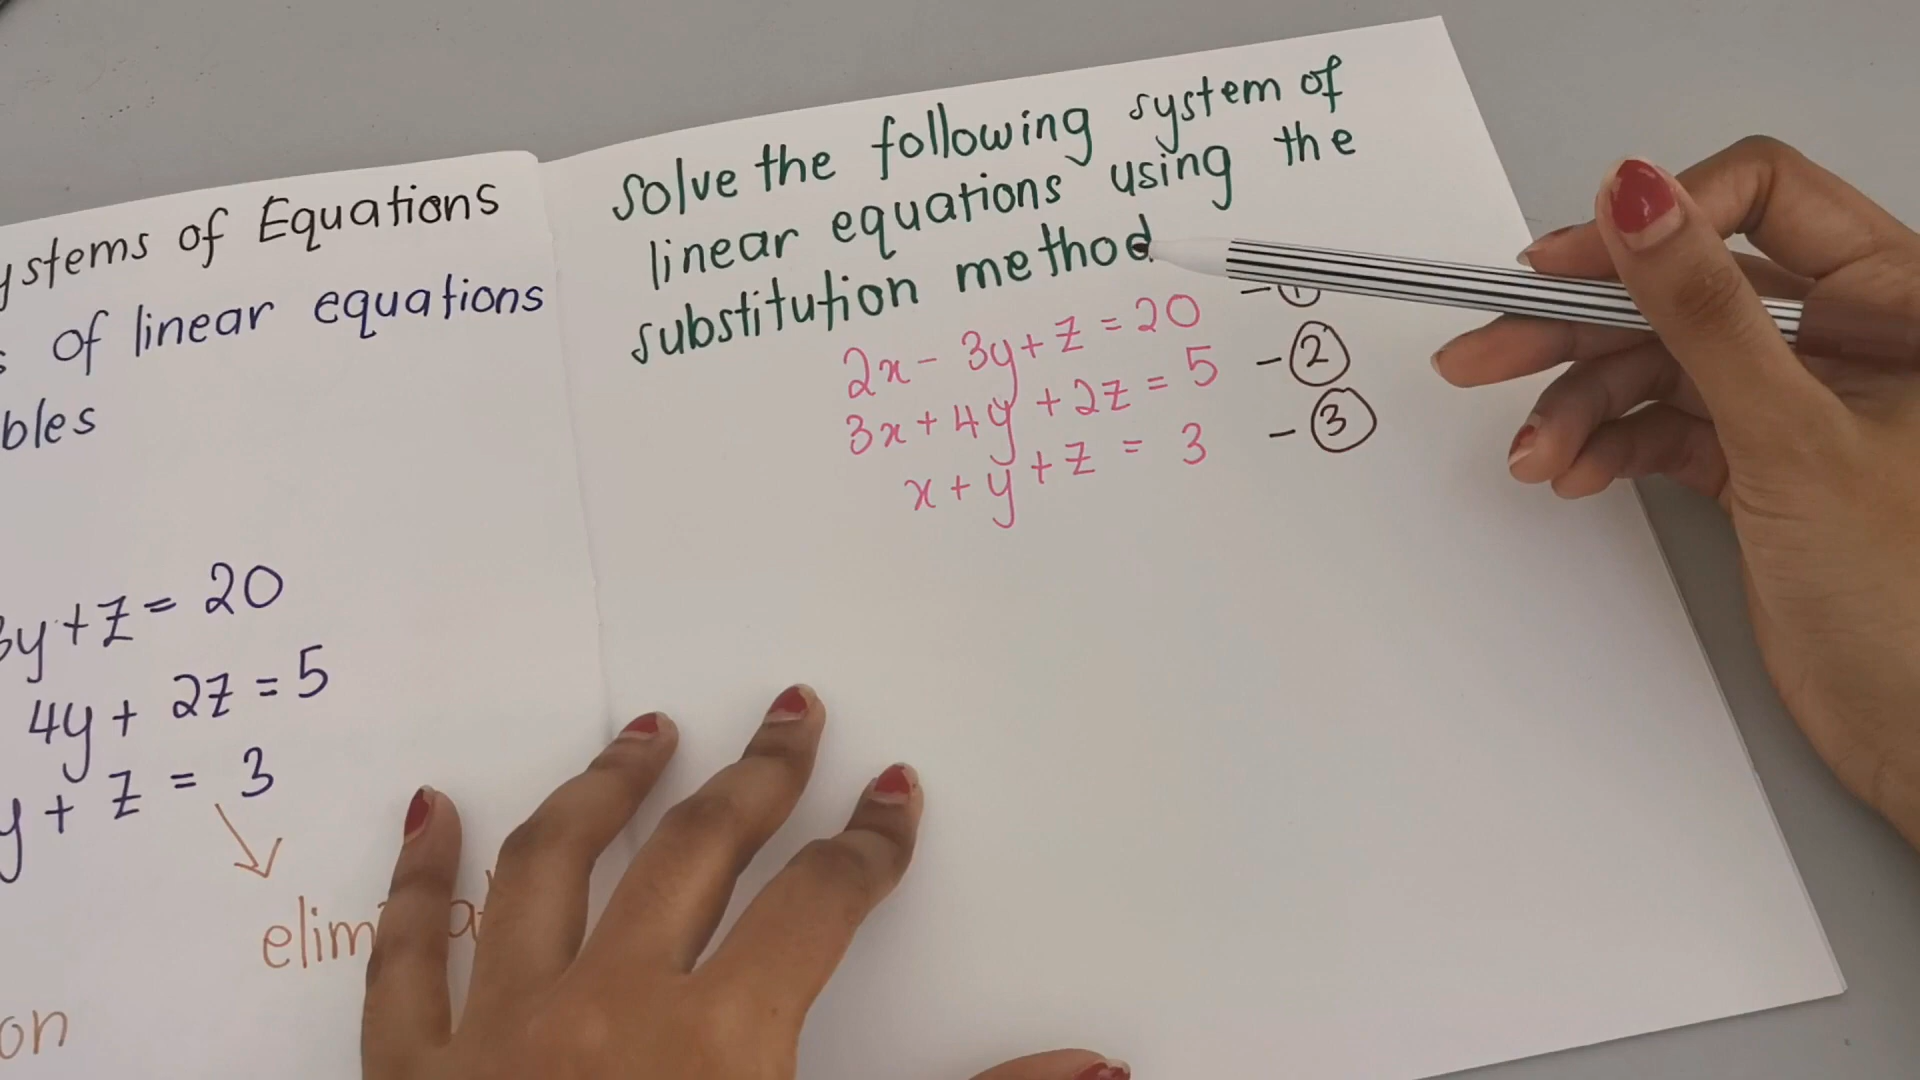 ystems of Equations
of linear equations
bles
3y+z= 20
4y+ 2z=5
y+ z = 3
elim
on
solve the following system of
linear equations using the
substitution method
2x- 3y+z =20 -①
3x+4y+2z = 5 -②
x+y+z = 3 -③